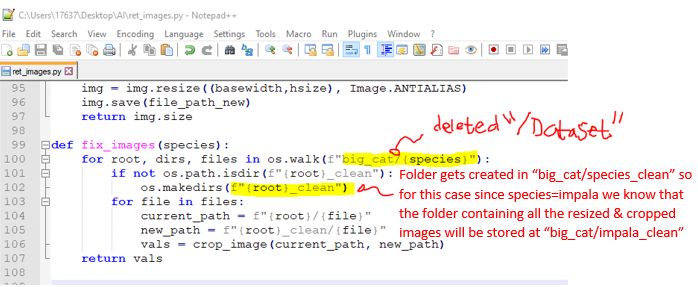 C:\Users\17637\Desktop\AI\ret_images.py - Notepad++
File Edit Search View Encoding Language Settings Tools Macro Run Plugins Window ?
ret_images.py
95 img = img.resize((basewidth,hsize), Image.ANTIALIAS)
96 img.save(file_path_new)
97 return img.size
98
99 def fix_images(species):
100 for root, dirs, files in os.walk(f"big_cat/{species}"):
101 if not os.path.isdir(f"{root}_clean"):
102 os.makedirs(f"{root}_clean")
103 for file in files:
104 current_path = f"{root}/{file}"
105 new_path = f"{root}_clean/{file}"
106 vals = crop_image(current_path, new_path)
107 return vals
108
deleted "/Dataset"
Folder gets created in “big_cat/species_clean” so
for this case since species=impala we know that
the folder containing all the resized & cropped
images will be stored at “big_cat/impala_clean”